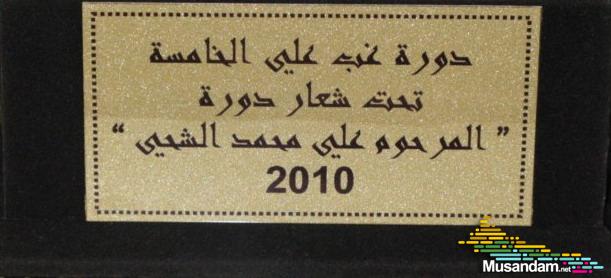 دورة غب علي الخامسة
تحت شعار دورة
" المرحوم علي محمد الشحي "
2010
Musandam.net